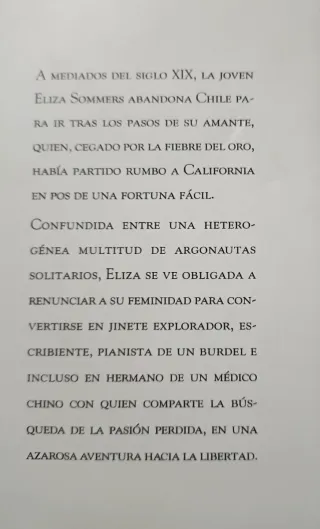 A MEDIADOS DEL SIGLO XIX, LA JOVEN
ELIZA SOMMERS ABANDONA CHILE PA-
RA IR TRAS LOS PASOS DE SU AMANTE,
QUIEN, CEGADO POR LA FIEBRE DEL ORO,
HABÍA PARTIDO RUMBO A CALIFORNIA
EN POS DE UNA FORTUNA FÁCIL.
CONFUNDIDA ENTRE UNA HETERO-
GÉNEA MULTITUD DE ARGONAUTAS
SOLITARIOS, ELIZA SE VE OBLIGADA A
RENUNCIAR A SU FEMINIDAD PARA CON-
VERTIRSE EN JINETE EXPLORADOR, ES-
CRIBIENTE, PIANISTA DE UN BURDEL E
INCLUSO EN HERMANO DE UN MÉDICO
CHINO CON QUIEN COMPARTE LA BÚS-
QUEDA DE LA PASIÓN PERDIDA, EN UNA
AZAROSA AVENTURA HACIA LA LIBERTAD.